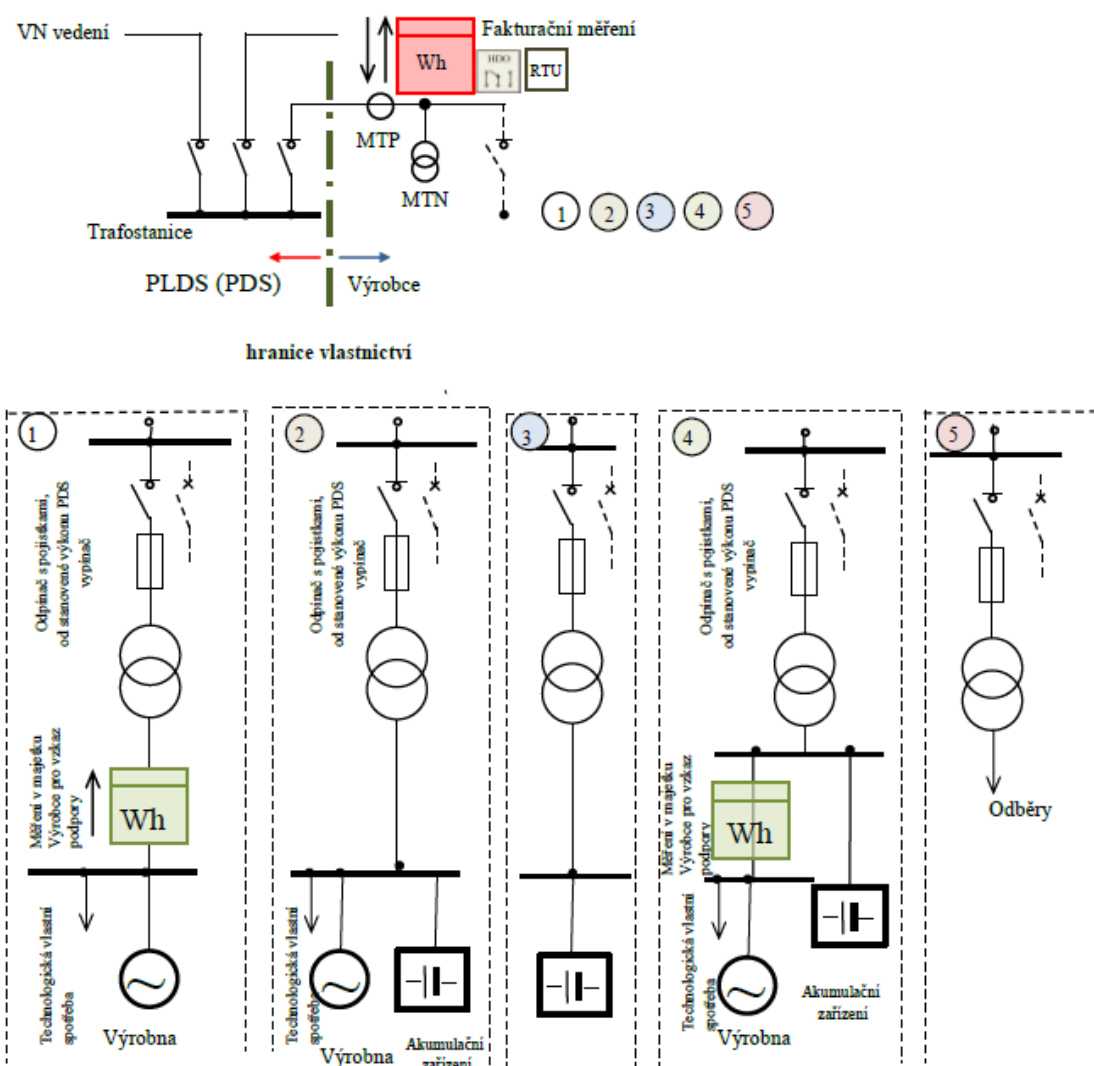 VN vedení
Fakturační měření
Wh
HDO
RTU
MTP
MTN
1
2
3
4
5
Trafostanice
PLDS (PDS)
Výrobce
hranice vlastnictví
1
Odpínač s pojistkami,
od stanovené výkonu PDS
vypínač
Měření v majetku
Výrobce pro vzkaz
podpory
Wh
Technologická vlastní
spotřeba
Výrobna
2
Odpínač s pojistkami,
od stanovené výkonu PDS
vypínač
Technologická vlastní
spotřeba
Výrobna
Akumulační
zařízení
3
4
Odpínač s pojistkami,
od stanovené výkonu PDS
vypínač
Měření v majetku
Výrobce pro vzkaz
podpory
Wh
Technologická vlastní
spotřeba
Výrobna
Akumulační
zařízení
5
Odběry